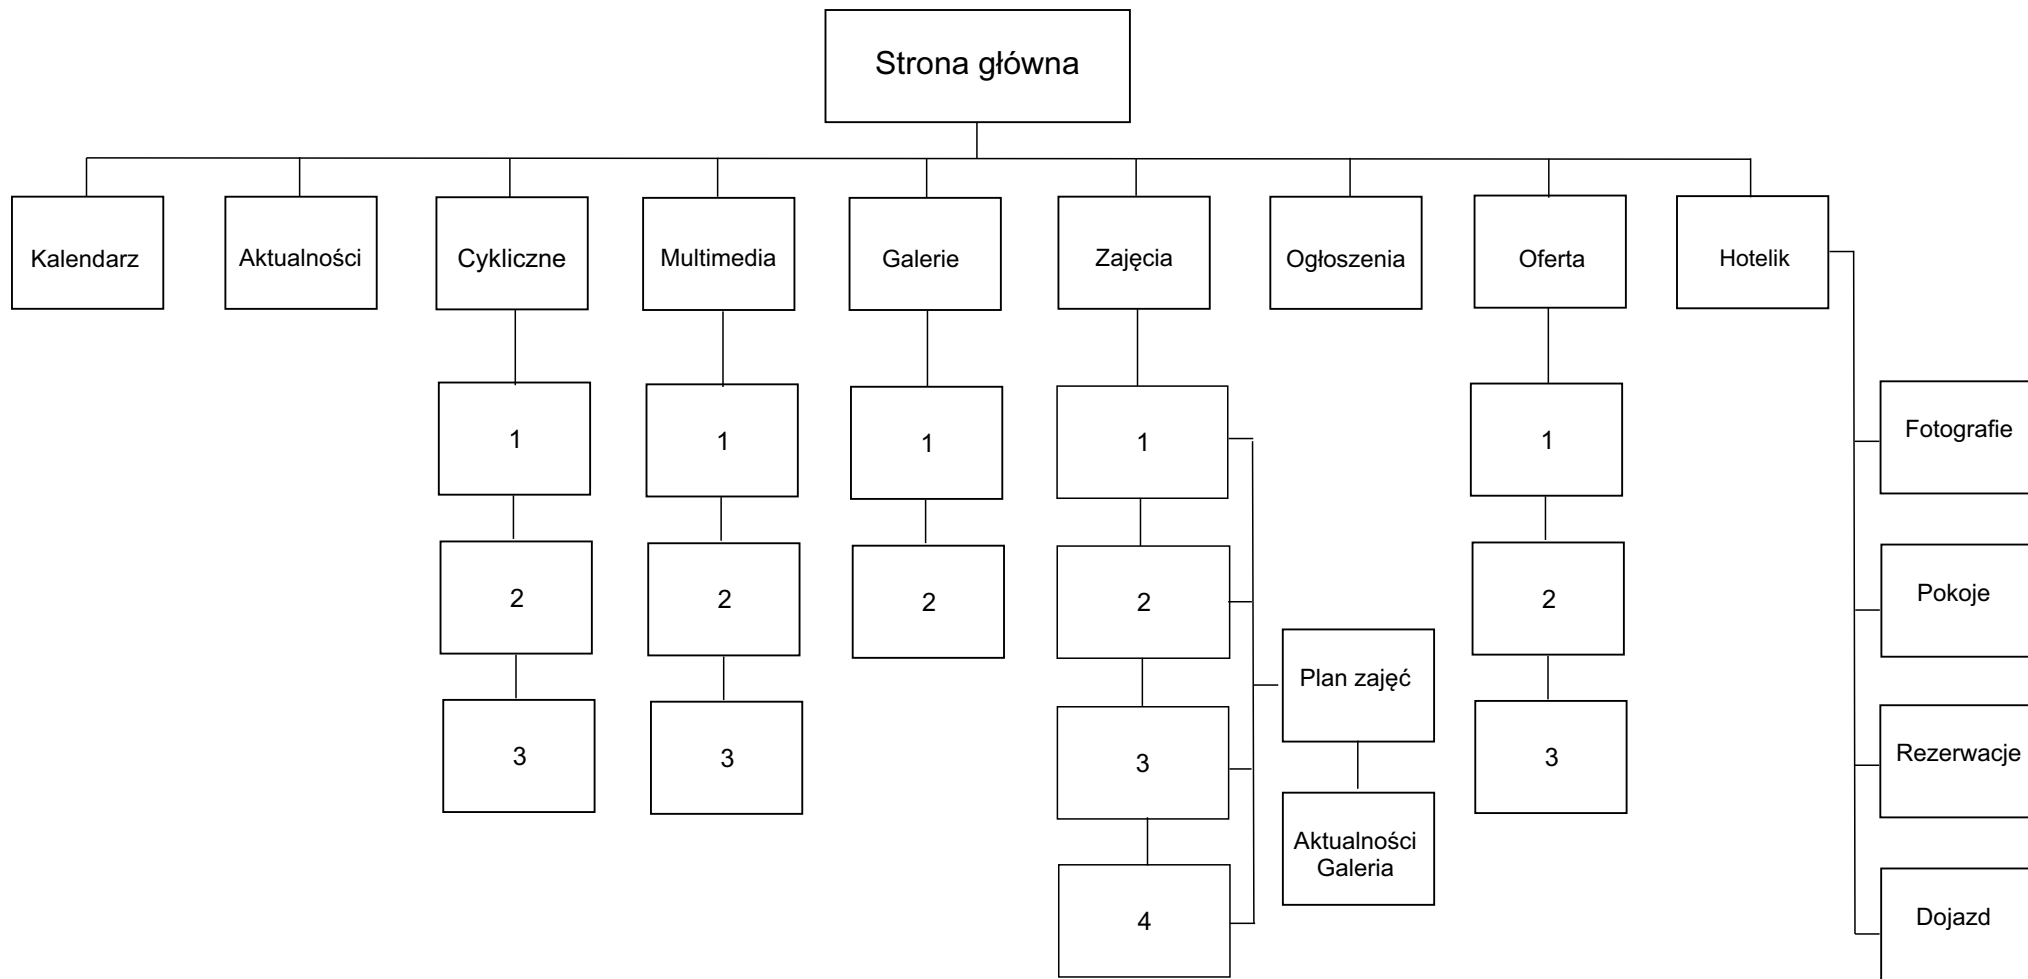 Strona główna
Kalendarz
Aktualności
Cykliczne
Multimedia
Galerie
Zajęcia
Ogłoszenia
Oferta
Hotelik
1
1
1
1
1
Fotografie
2
2
2
2
2
Pokoje
Plan zajęć
3
3
3
3
Rezerwacje
Aktualności
Galeria
4
Dojazd